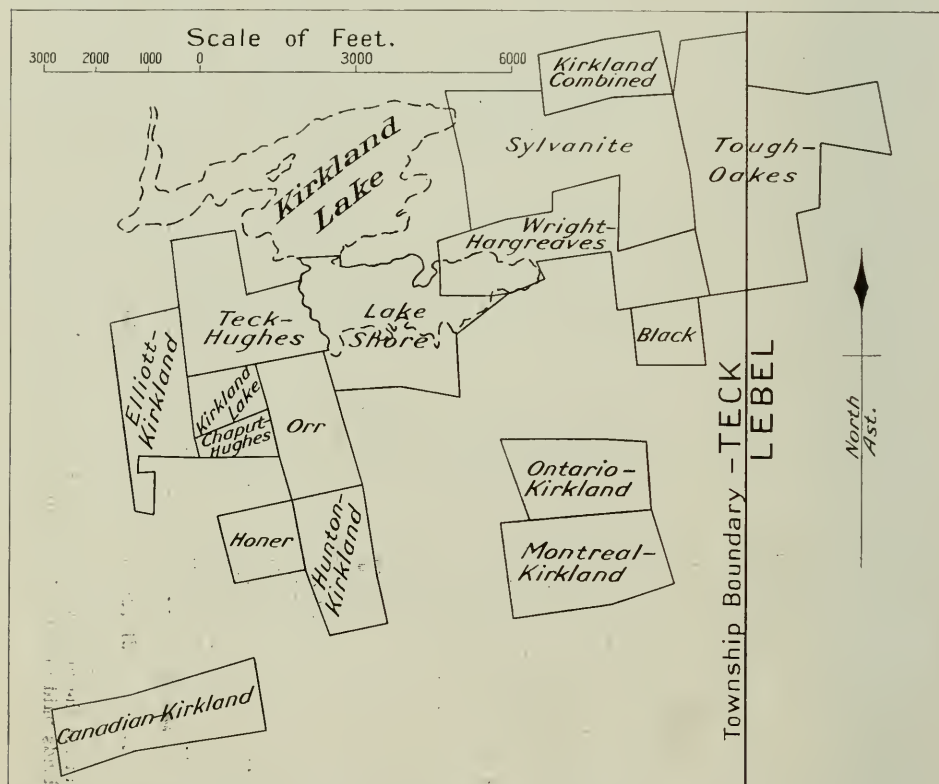 Scale of Feet.
3000 2000 1000 0 3000 6000
Kirkland
Combined
Kirkland
Lake
Sylvanite
Tough-
Oakes
Wright-
Hargreaves
Teck-
Hughes
Lake
Shore
Black
Elliott-
Kirkland
Kirkland
Lake
Chaput-
Hughes
Orr
Township Boundary - TECK
LEBEL
North
Ast.
Ontario-
Kirkland
Honer
Hunton-
Kirkland
Montreal-
Kirkland
Canadian-Kirkland